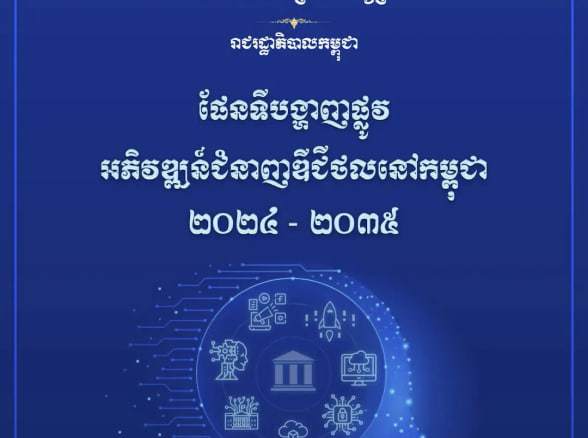 រាជរដ្ឋាភិបាលកម្ពុជា
ផែនទីបង្ហាញផ្លូវ
អភិវឌ្ឍន៍ជំនាញឌីជីថលនៅកម្ពុជា
២០២៤ - ២០៣៥